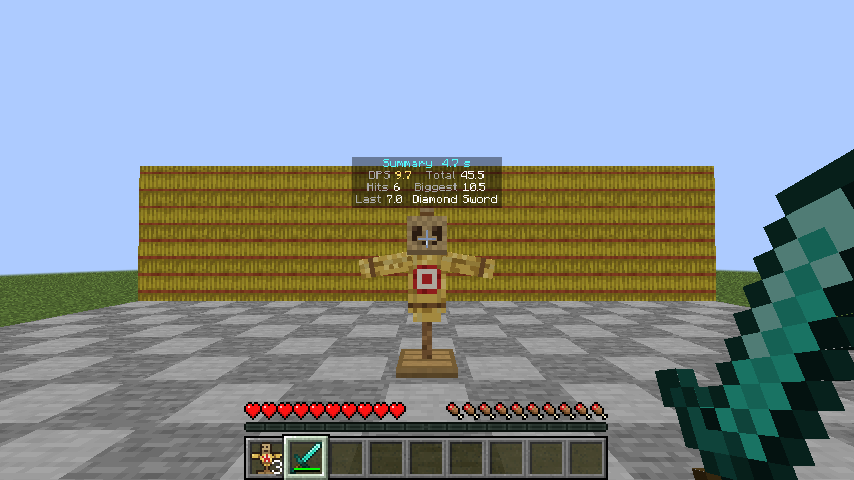 Summary 4.7 s
DPS 9.7 Total 45.5
Hits 6 Biggest 10.5
Last 7.0 Diamond Sword
3